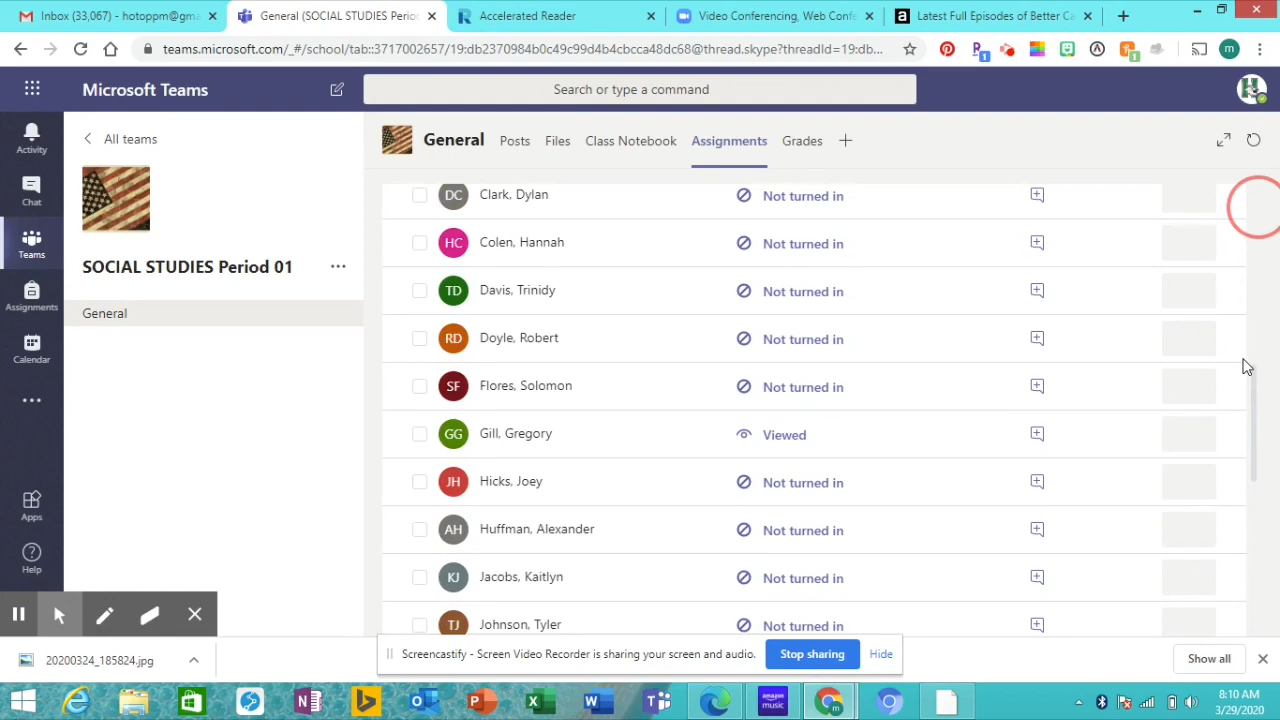 Inbox (33,067) - hotoppm@gma
General (SOCIAL STUDIES Perio
Accelerated Reader
Video Conferencing, Web Confe
Latest Full Episodes of Better Ca
teams.microsoft.com/_#/school/tab::3717002657/19:db2370984b0c49c99d4b4cbcca48dc68@thread.skype?threadId=19:db...
1
1
m
Microsoft Teams
Search or type a command
Activity
Chat
Teams
Assignments
Calendar
Apps
Help
All teams
SOCIAL STUDIES Period 01
General
General
Posts
Files
Class Notebook
Assignments
Grades
DC Clark, Dylan Not turned in
HC Colen, Hannah Not turned in
TD Davis, Trinidy Not turned in
RD Doyle, Robert Not turned in
SF Flores, Solomon Not turned in
GG Gill, Gregory Viewed
JH Hicks, Joey Not turned in
AH Huffman, Alexander Not turned in
KJ Jacobs, Kaitlyn Not turned in
TJ Johnson, Tyler Not turned in
Screencastify - Screen Video Recorder is sharing your screen and audio.
Stop sharing
Hide
20200324_185824.jpg
Show all
8:10 AM
3/29/2020